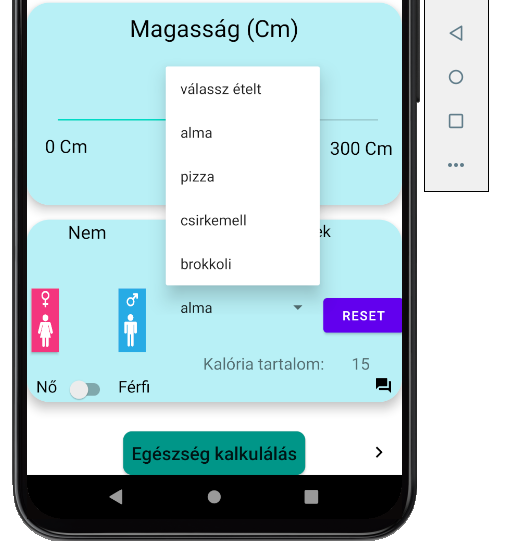 Magasság (Cm)
válassz ételt
alma
pizza
csirkemell
brokkoli
0 Cm
300 Cm
Nem
alma
RESET
Kalória tartalom: 15
Nő
Férfi
Egészség kalkulálás